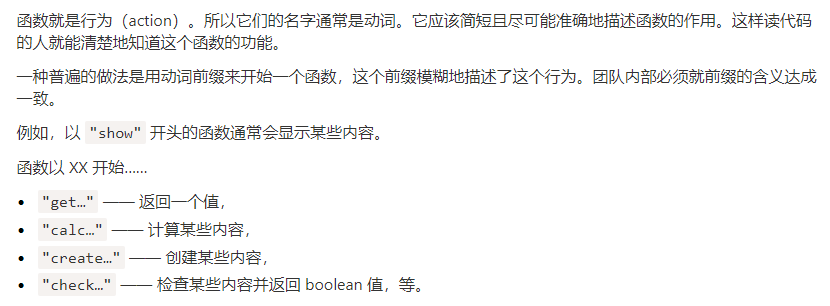 函数就是行为（action）。所以它们的名字通常是动词。它应该简短且尽可能准确地描述函数的作用。这样读代码
的人就能清楚地知道这个函数的功能。
一种普遍的做法是用动词前缀来开始一个函数，这个前缀模糊地描述了这个行为。团队内部必须就前缀的含义达成
一致。
例如，以 "show" 开头的函数通常会显示某些内容。
函数以 XX 开始……
• "get…" —— 返回一个值，
• "calc…" —— 计算某些内容，
• "create…" —— 创建某些内容，
• "check…" —— 检查某些内容并返回 boolean 值，等。